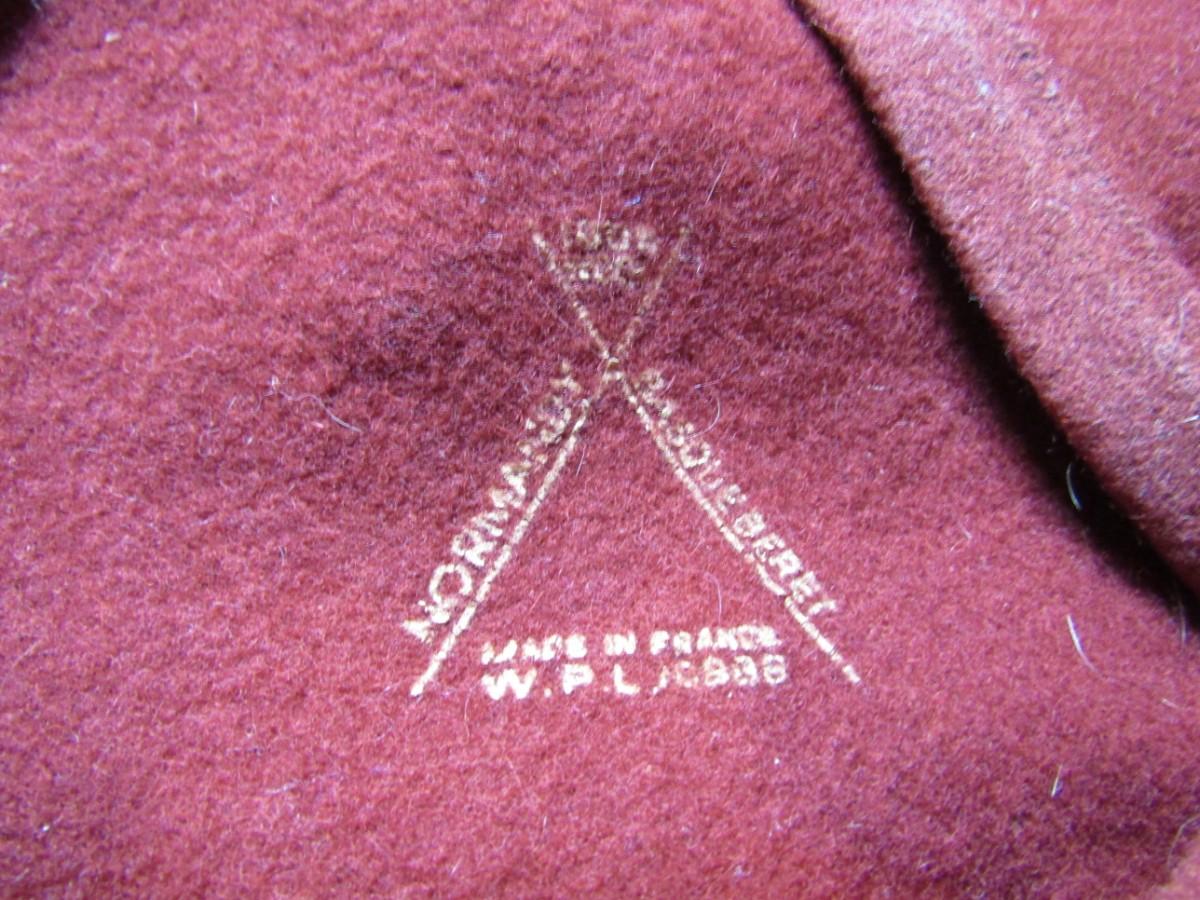 NORMANDY
BASQUE BERET
MADE IN FRANCE
W.P.L